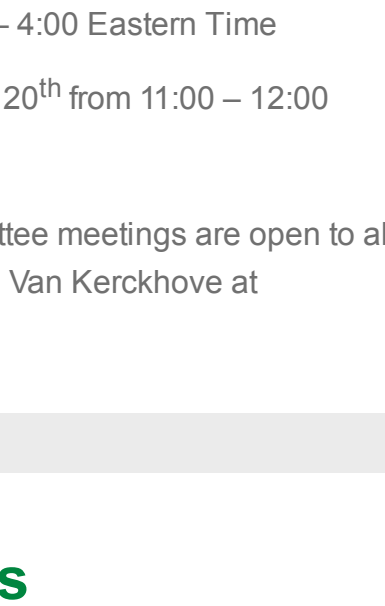 – 4:00 Eastern Time
20th from 11:00 – 12:00
ttee meetings are open to al
Van Kerckhove at
s